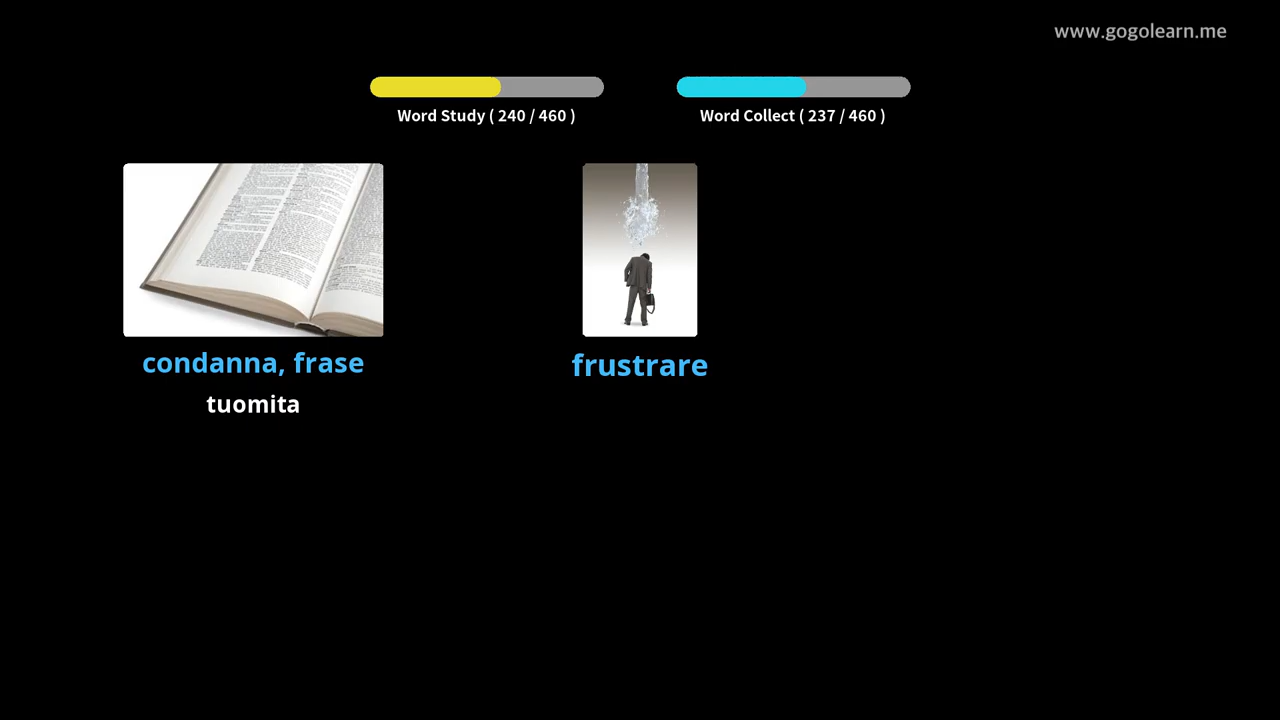 www.gogolearn.me
Word Study ( 240 / 460 )
Word Collect ( 237 / 460 )
condanna, frase
tuomita
frustrare